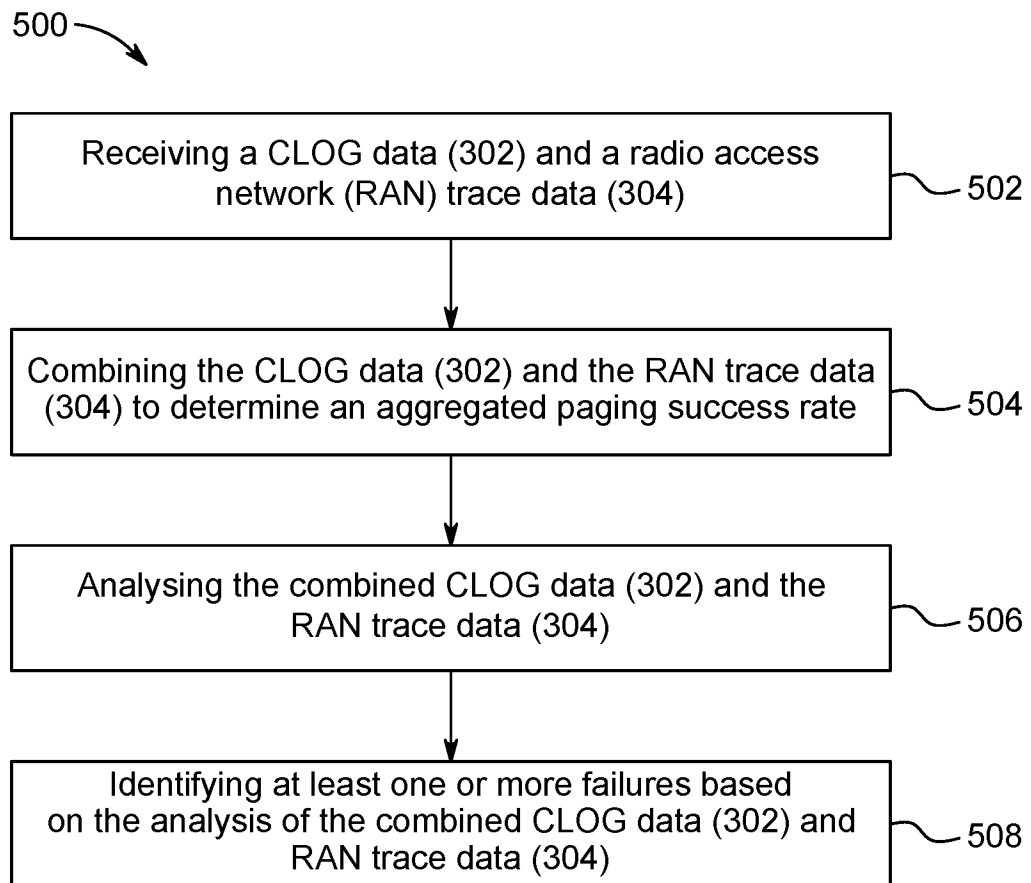 500
Receiving a CLOG data (302) and a radio access
network (RAN) trace data (304)
502
Combining the CLOG data (302) and the RAN trace data
(304) to determine an aggregated paging success rate
504
Analysing the combined CLOG data (302) and the
RAN trace data (304)
506
Identifying at least one or more failures based
on the analysis of the combined CLOG data (302) and
RAN trace data (304)
508